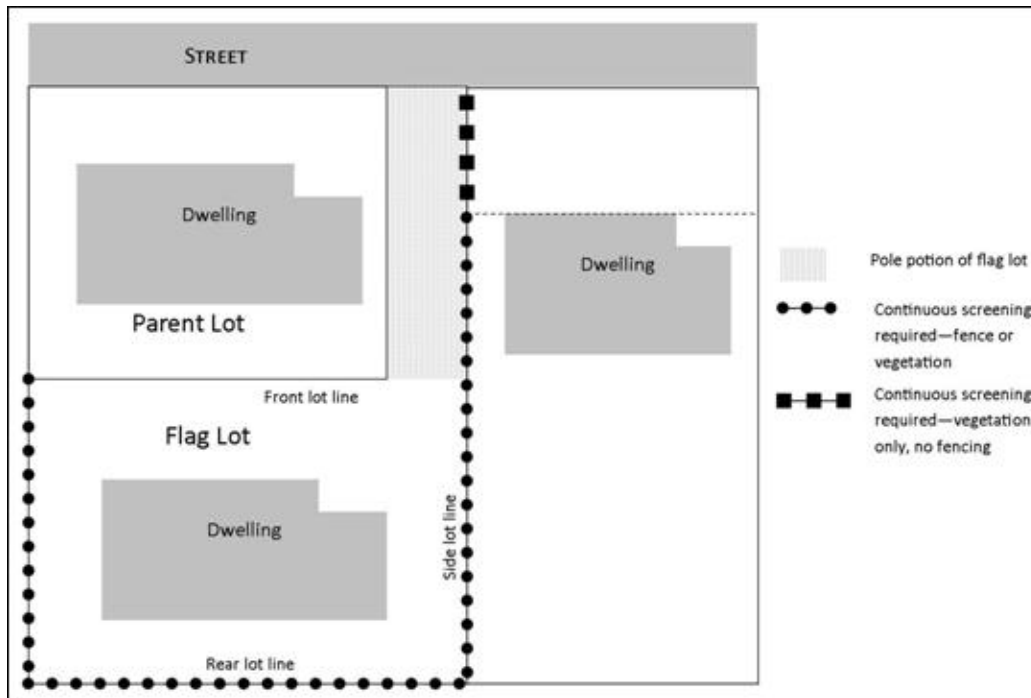 STREET
Dwelling
Parent Lot
Front lot line
Flag Lot
Dwelling
Side lot line
Rear lot line
Dwelling
Pole potion of flag lot
Continuous screening
required—fence or
vegetation
Continuous screening
required—vegetation
only, no fencing